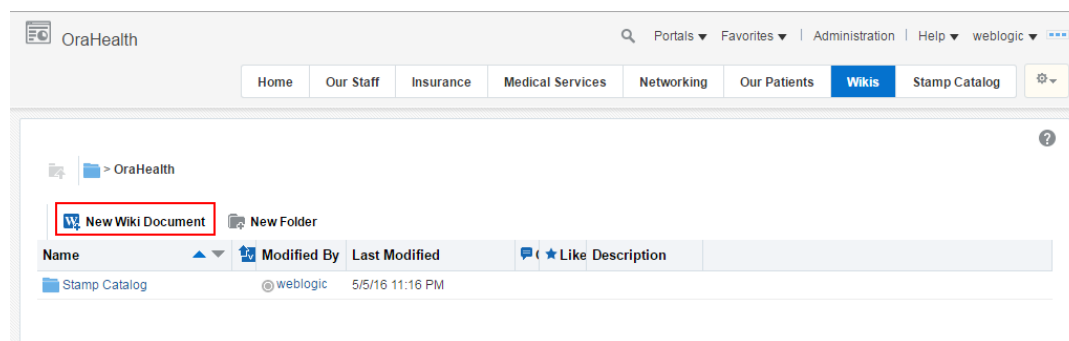 OraHealth
Portals Favorites Administration Help weblogic
Home Our Staff Insurance Medical Services Networking Our Patients Wikis Stamp Catalog
> OraHealth
New Wiki Document New Folder
Name Modified By Last Modified Like Description
Stamp Catalog weblogic 5/5/16 11:16 PM